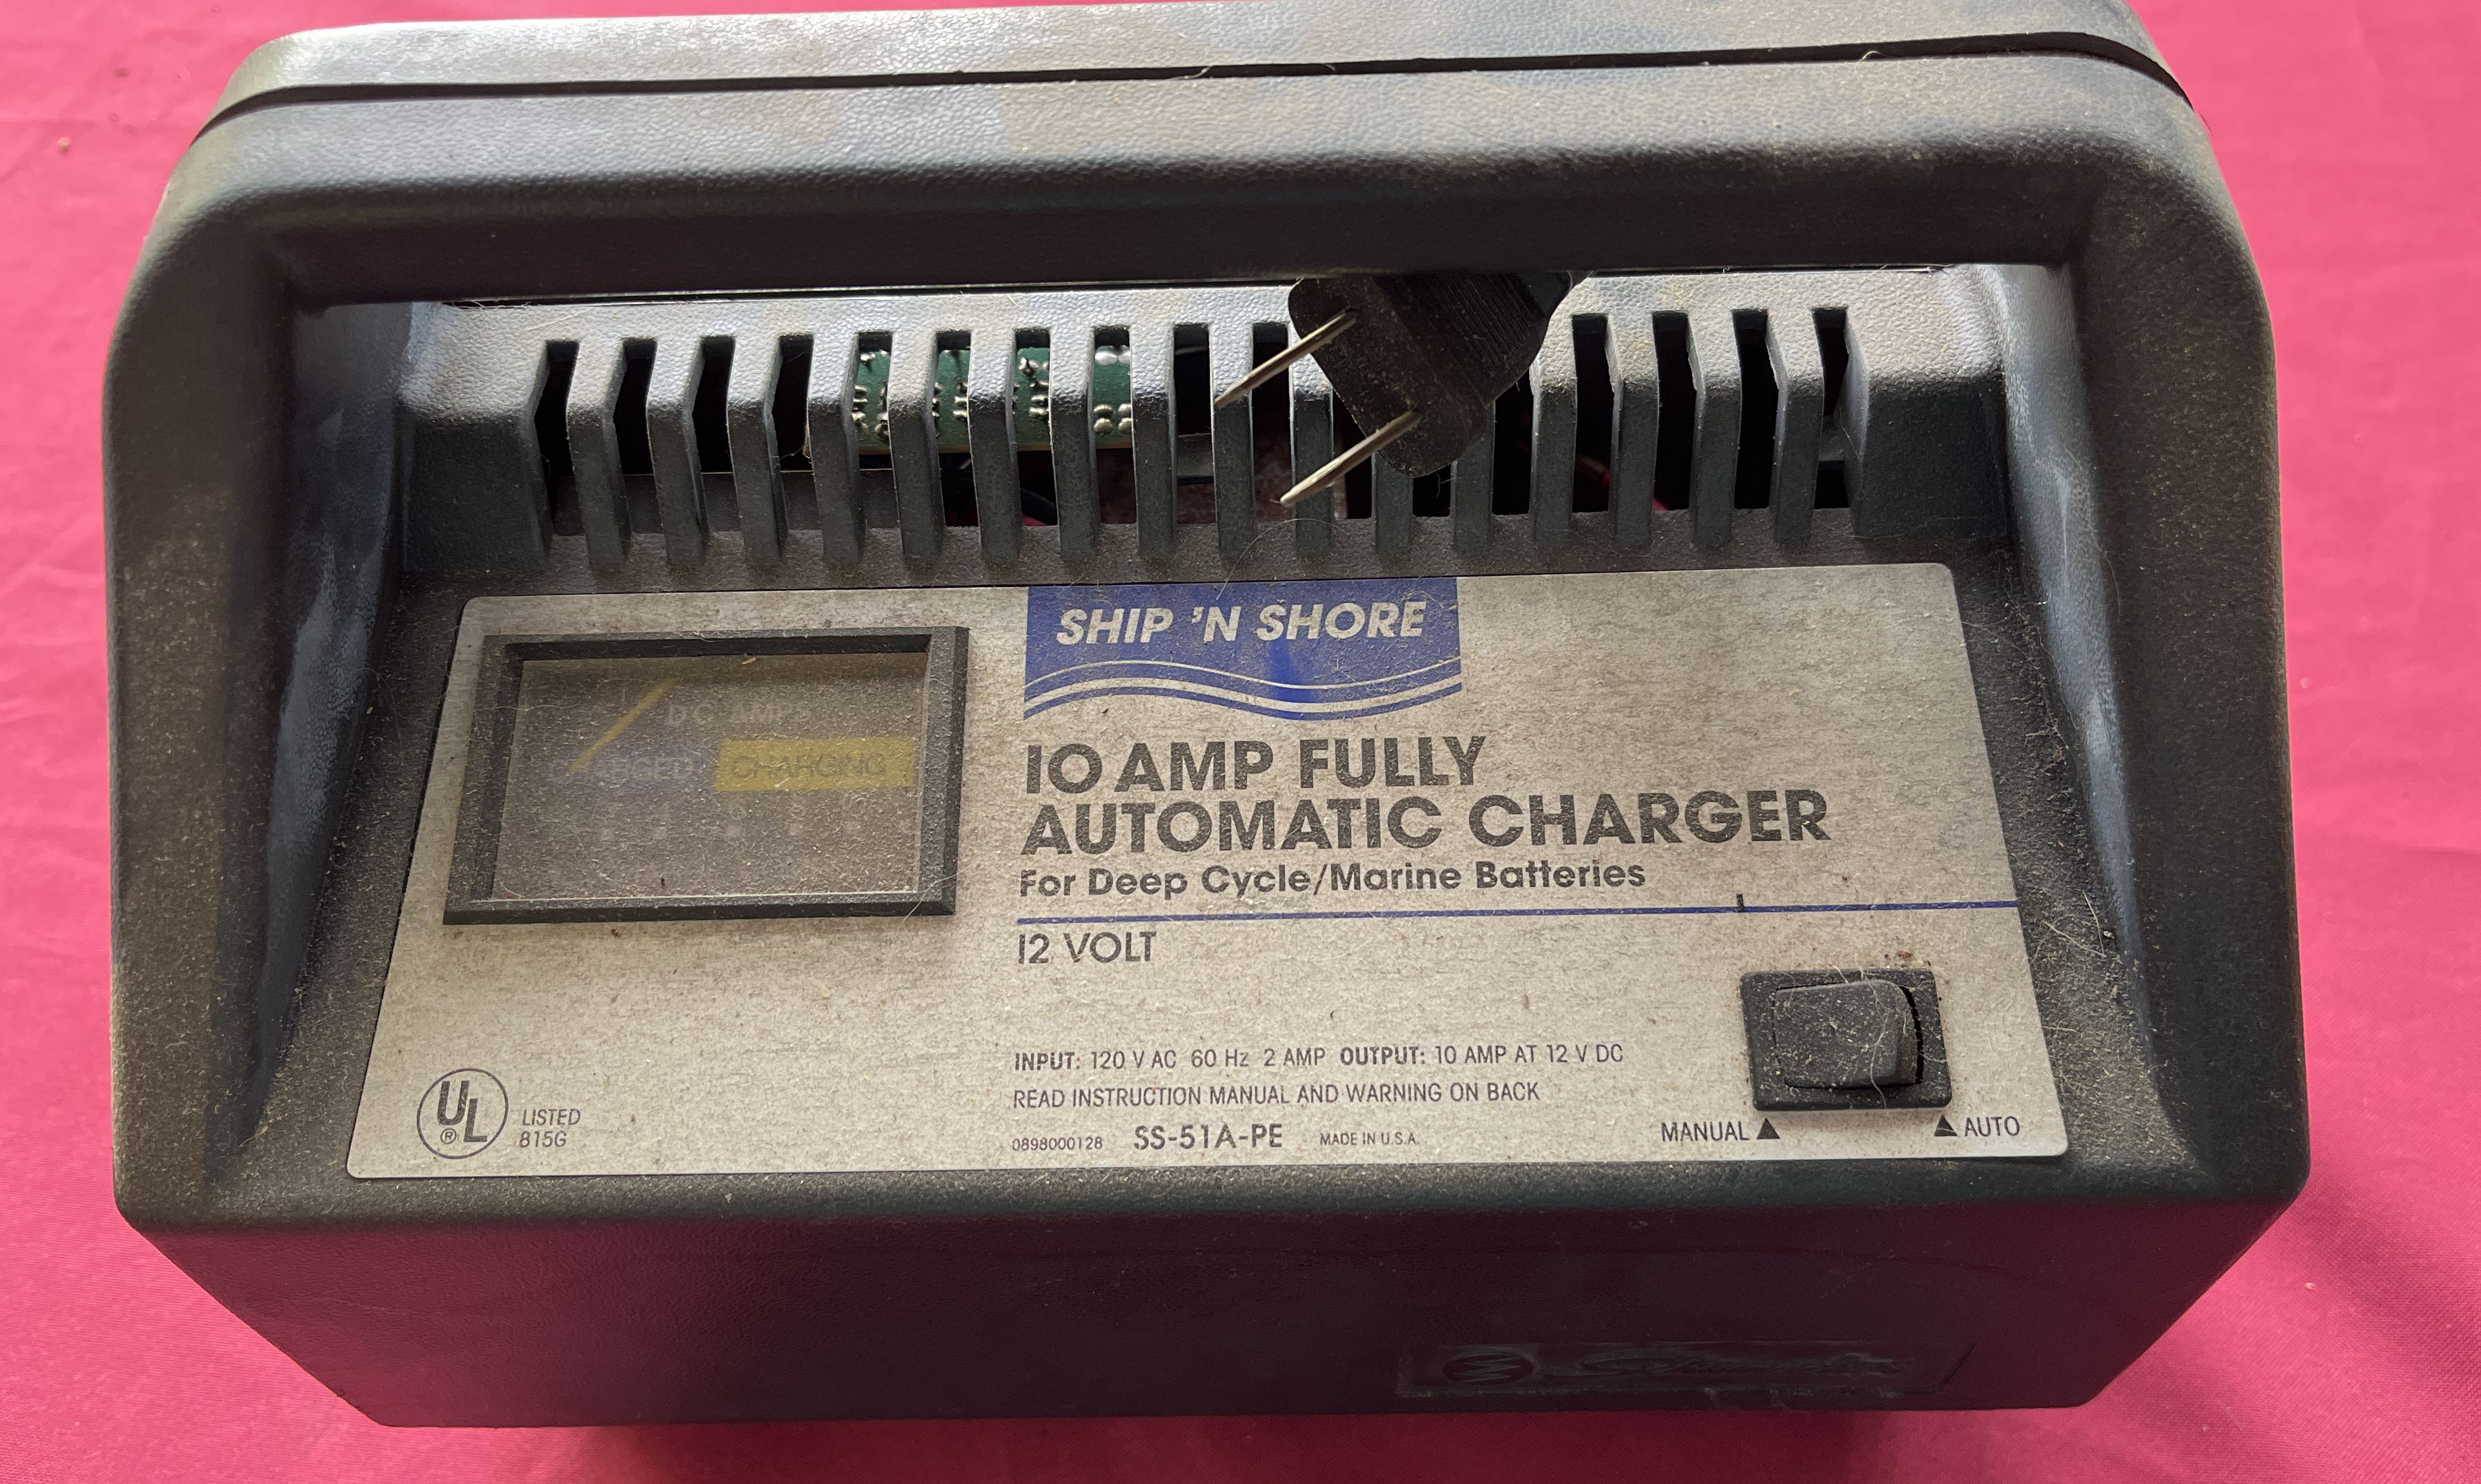 SHIP 'N SHORE
D.C. AMPS
CHARGING
10 AMP FULLY
AUTOMATIC CHARGER
For Deep Cycle/Marine Batteries
12 VOLT
INPUT: 120 V AC 60 Hz 2 AMP OUTPUT: 10 AMP AT 12 V DC
READ INSTRUCTION MANUAL AND WARNING ON BACK
0898000128 SS-51A-PE MADE IN U.S.A.
UL ® LISTED
815G
MANUAL ▲ ▲ AUTO